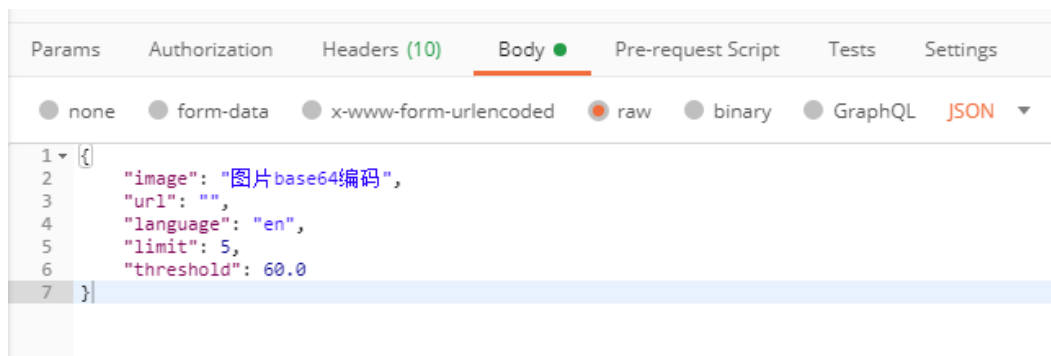 Params Authorization Headers (10) Body Pre-request Script Tests Settings
none form-data x-www-form-urlencoded raw binary GraphQL JSON
1 {
2 "image": "图片base64编码",
3 "url": "",
4 "language": "en",
5 "limit": 5,
6 "threshold": 60.0
7 }